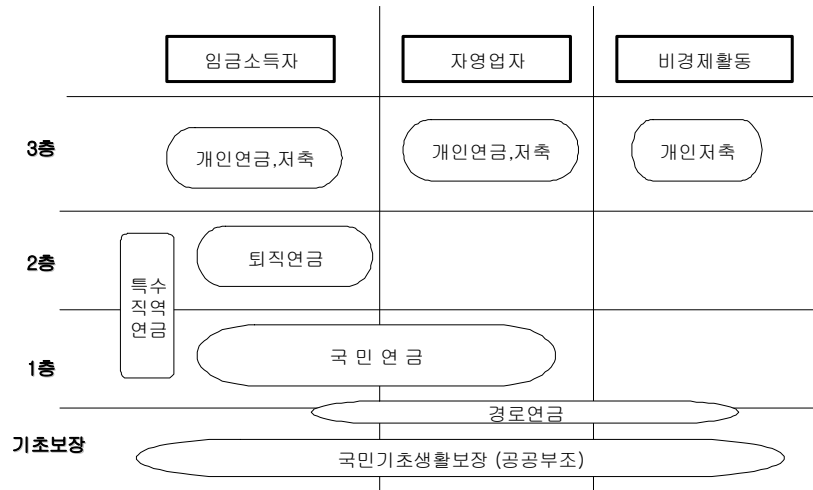 임금소득자 자영업자 비경제활동
3층 개인연금,저축 개인연금,저축 개인저축
2층 퇴직연금
특수
직역
연금
1층 국 민 연 금
경로연금
기초보장
국민기초생활보장 (공공부조)